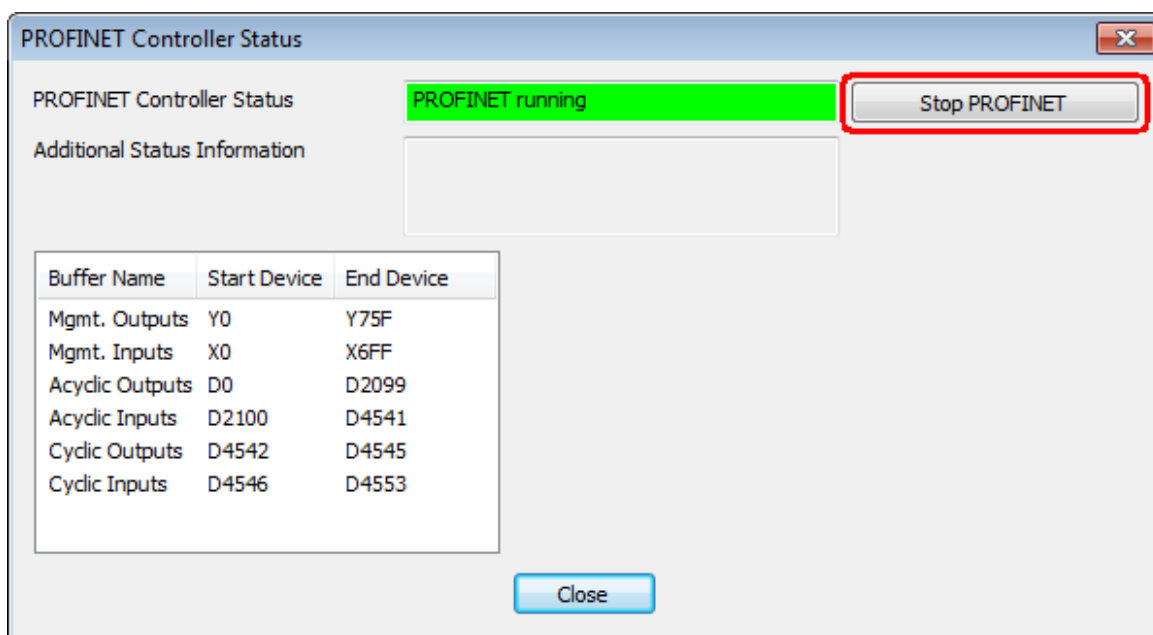 PROFINET Controller Status
PROFINET Controller Status PROFINET running Stop PROFINET
Additional Status Information
Buffer Name Start Device End Device
Mgmt. Outputs Y0 Y75F
Mgmt. Inputs X0 X6FF
Acyclic Outputs D0 D2099
Acyclic Inputs D2100 D4541
Cyclic Outputs D4542 D4545
Cyclic Inputs D4546 D4553
Close